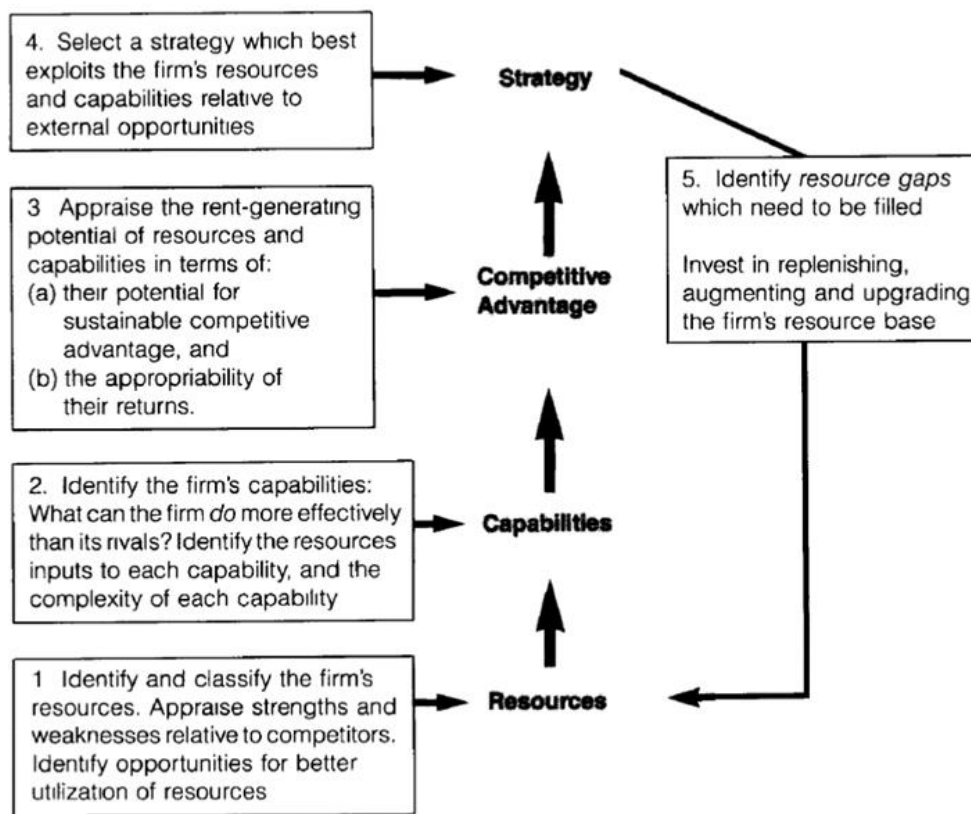 4. Select a strategy which best
exploits the firm's resources
and capabilities relative to
external opportunities
Strategy
5. Identify resource gaps
which need to be filled
Invest in replenishing,
augmenting and upgrading
the firm's resource base
3 Appraise the rent-generating
potential of resources and
capabilities in terms of:
(a) their potential for
sustainable competitive
advantage, and
(b) the appropriability of
their returns.
Competitive
Advantage
2. Identify the firm's capabilities:
What can the firm do more effectively
than its rivals? Identify the resources
inputs to each capability, and the
complexity of each capability
Capabilities
1 Identify and classify the firm's
resources. Appraise strengths and
weaknesses relative to competitors.
Identify opportunities for better
utilization of resources
Resources